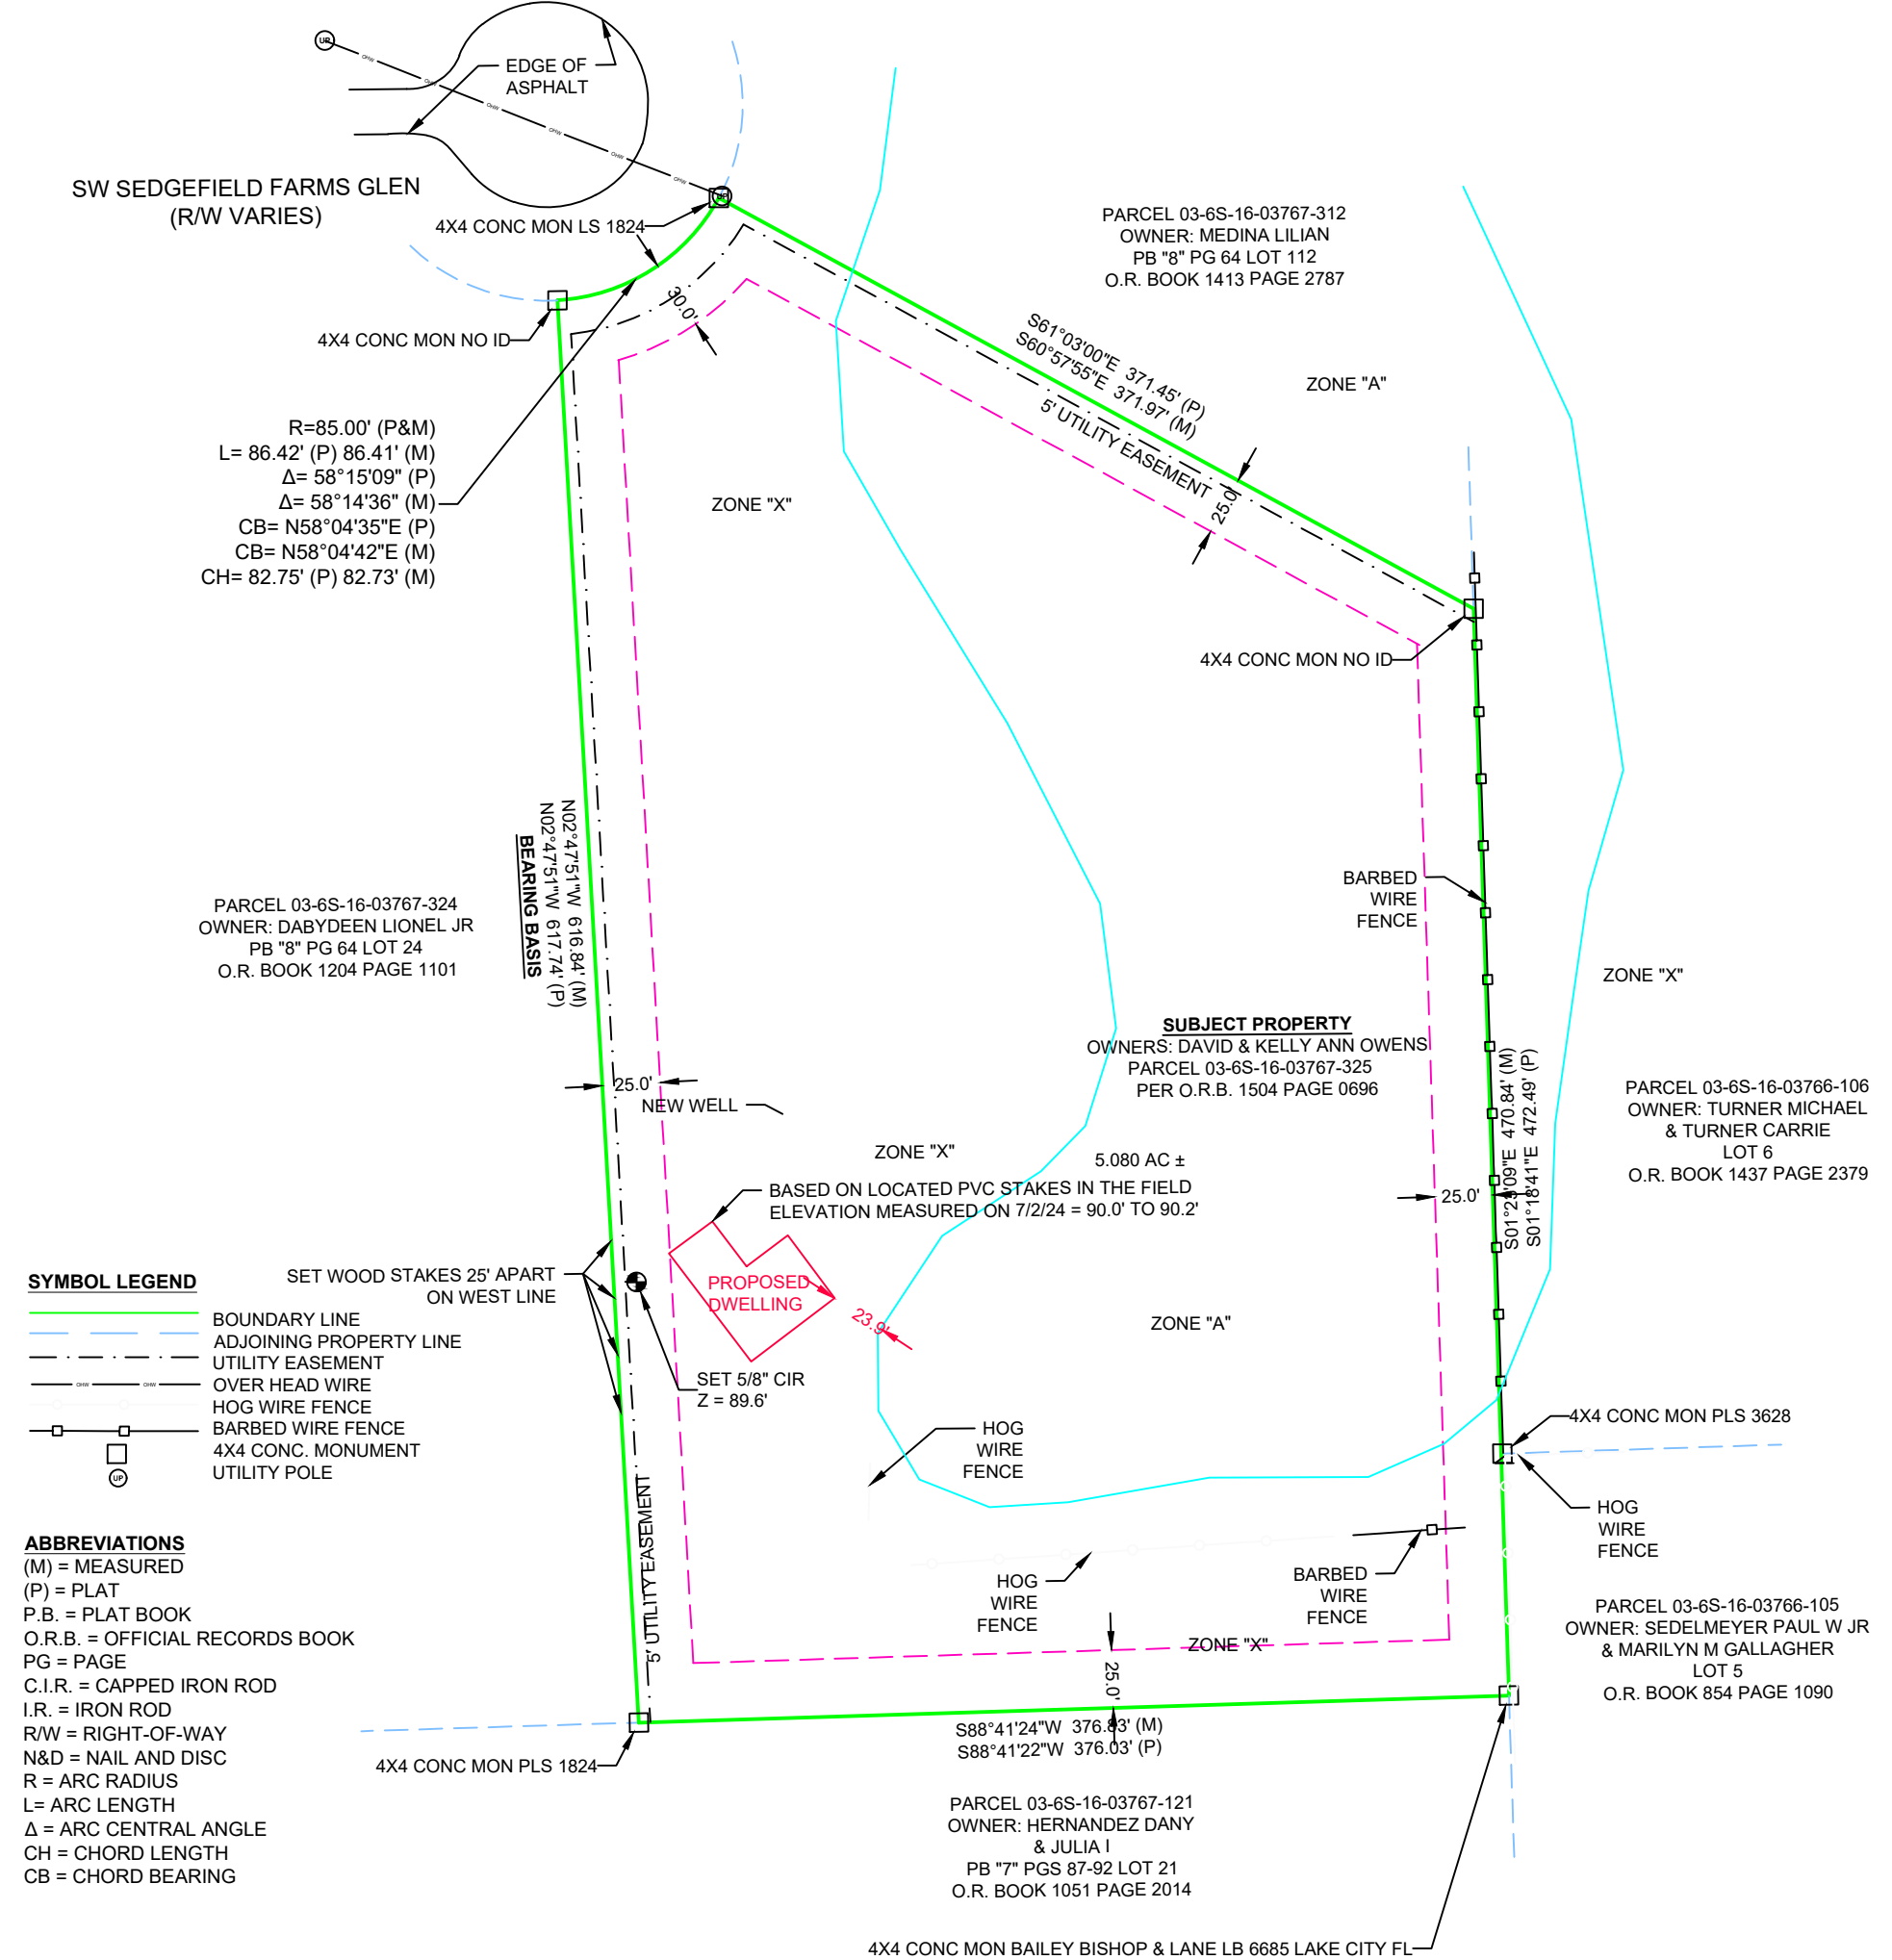 UP
EDGE OF
ASPHALT
SW SEDGEFIELD FARMS GLEN
(R/W VARIES)
4X4 CONC MON LS 1824
UP
4X4 CONC MON NO ID
30.0'
PARCEL 03-6S-16-03767-312
OWNER: MEDINA LILIAN
PB "8" PG 64 LOT 112
O.R. BOOK 1413 PAGE 2787
S61°03'00"E 371.45' (P)
S60°57'55"E 371.97' (M)
5' UTILITY EASEMENT
25.0'
ZONE "A"
R=85.00' (P&M)
L= 86.42' (P) 86.41' (M)
Δ= 58°15'09" (P)
Δ= 58°14'36" (M)
CB= N58°04'35"E (P)
CB= N58°04'42"E (M)
CH= 82.75' (P) 82.73' (M)
ZONE "X"
4X4 CONC MON NO ID
N02°47'51"W 616.84' (M)
N02°47'51"W 617.74' (P)
BEARING BASIS
PARCEL 03-6S-16-03767-324
OWNER: DABYDEEN LIONEL JR
PB "8" PG 64 LOT 24
O.R. BOOK 1204 PAGE 1101
BARBED
WIRE
FENCE
ZONE "X"
SUBJECT PROPERTY
OWNERS: DAVID & KELLY ANN OWENS
PARCEL 03-6S-16-03767-325
PER O.R.B. 1504 PAGE 0696
25.0'
NEW WELL
ZONE "X"
5.080 AC ±
S01°23'09"E 470.84' (M)
S01°18'41"E 472.49' (P)
25.0'
PARCEL 03-6S-16-03766-106
OWNER: TURNER MICHAEL
& TURNER CARRIE
LOT 6
O.R. BOOK 1437 PAGE 2379
BASED ON LOCATED PVC STAKES IN THE FIELD
ELEVATION MEASURED ON 7/2/24 = 90.0' TO 90.2'
SET WOOD STAKES 25' APART
ON WEST LINE
PROPOSED
DWELLING
23.9'
ZONE "A"
SET 5/8" CIR
Z = 89.6'
SYMBOL LEGEND
BOUNDARY LINE
ADJOINING PROPERTY LINE
UTILITY EASEMENT
OHW OHW OVER HEAD WIRE
HOG WIRE FENCE
BARBED WIRE FENCE
4X4 CONC. MONUMENT
UP UTILITY POLE
HOG
WIRE
FENCE
4X4 CONC MON PLS 3628
HOG
WIRE
FENCE
5' UTILITY EASEMENT
HOG
WIRE
FENCE
BARBED
WIRE
FENCE
ZONE "X"
25.0'
PARCEL 03-6S-16-03766-105
OWNER: SEDELMEYER PAUL W JR
& MARILYN M GALLAGHER
LOT 5
O.R. BOOK 854 PAGE 1090
ABBREVIATIONS
(M) = MEASURED
(P) = PLAT
P.B. = PLAT BOOK
O.R.B. = OFFICIAL RECORDS BOOK
PG = PAGE
C.I.R. = CAPPED IRON ROD
I.R. = IRON ROD
R/W = RIGHT-OF-WAY
N&D = NAIL AND DISC
R = ARC RADIUS
L= ARC LENGTH
Δ = ARC CENTRAL ANGLE
CH = CHORD LENGTH
CB = CHORD BEARING
4X4 CONC MON PLS 1824
S88°41'24"W 376.83' (M)
S88°41'22"W 376.03' (P)
PARCEL 03-6S-16-03767-121
OWNER: HERNANDEZ DANY
& JULIA I
PB "7" PGS 87-92 LOT 21
O.R. BOOK 1051 PAGE 2014
4X4 CONC MON BAILEY BISHOP & LANE LB 6685 LAKE CITY FL